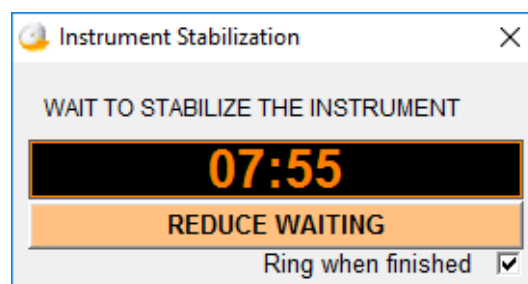 Instrument Stabilization
WAIT TO STABILIZE THE INSTRUMENT
07:55
REDUCE WAITING
Ring when finished